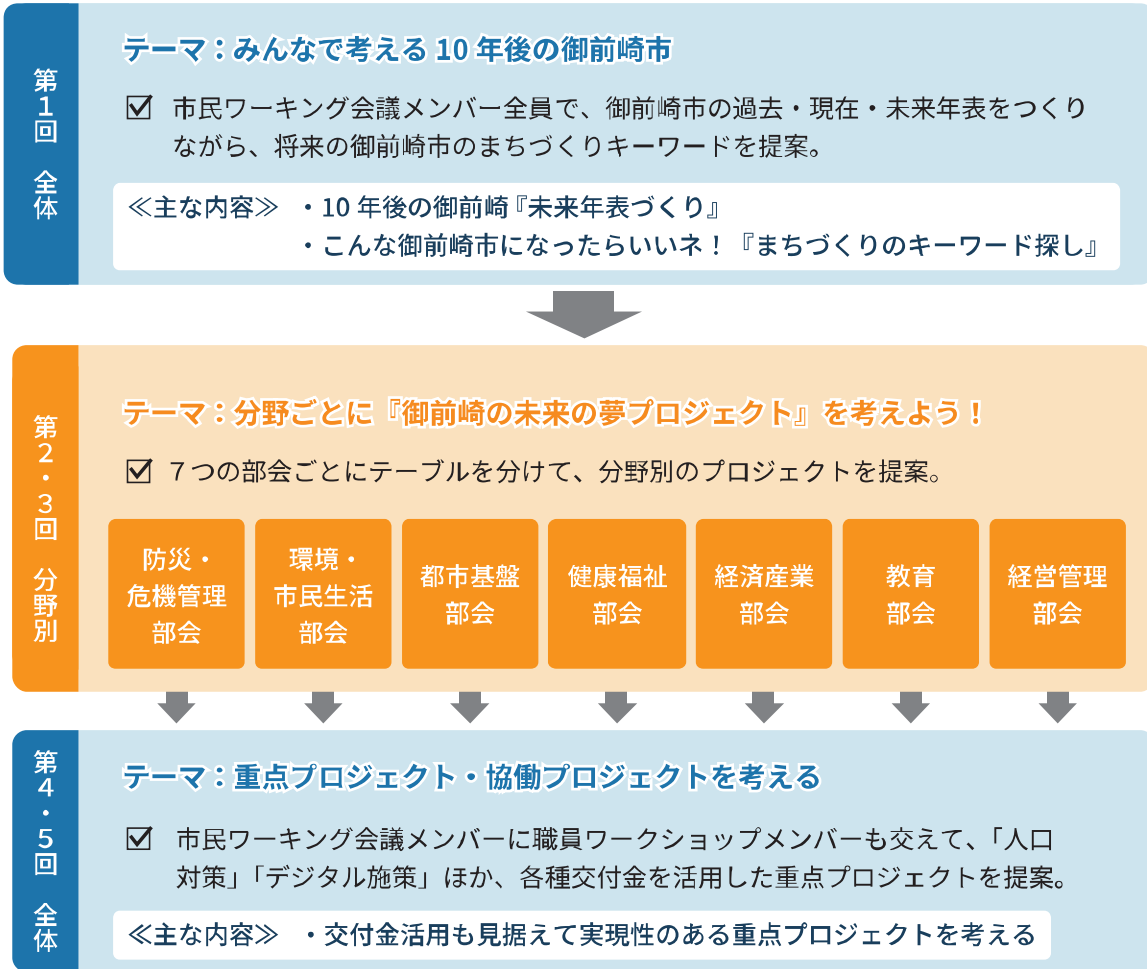 第1回 全体
テーマ：みんなで考える 10 年後の御前崎市
市民ワーキング会議メンバー全員で、御前崎市の過去・現在・未来年表をつくり
ながら、将来の御前崎市のまちづくりキーワードを提案。
≪主な内容≫ ・10 年後の御前崎『未来年表づくり』
・こんな御前崎市になったらいいネ！『まちづくりのキーワード探し』
第2・3回 分野別
テーマ：分野ごとに『御前崎の未来の夢プロジェクト』を考えよう！
７つの部会ごとにテーブルを分けて、分野別のプロジェクトを提案。
防災・
危機管理
部会
環境・
市民生活
部会
都市基盤
部会
健康福祉
部会
経済産業
部会
教育
部会
経営管理
部会
第4・5回 全体
テーマ：重点プロジェクト・協働プロジェクトを考える
市民ワーキング会議メンバーに職員ワークショップメンバーも交えて、「人口
対策」「デジタル施策」ほか、各種交付金を活用した重点プロジェクトを提案。
≪主な内容≫ ・交付金活用も見据えて実現性のある重点プロジェクトを考える